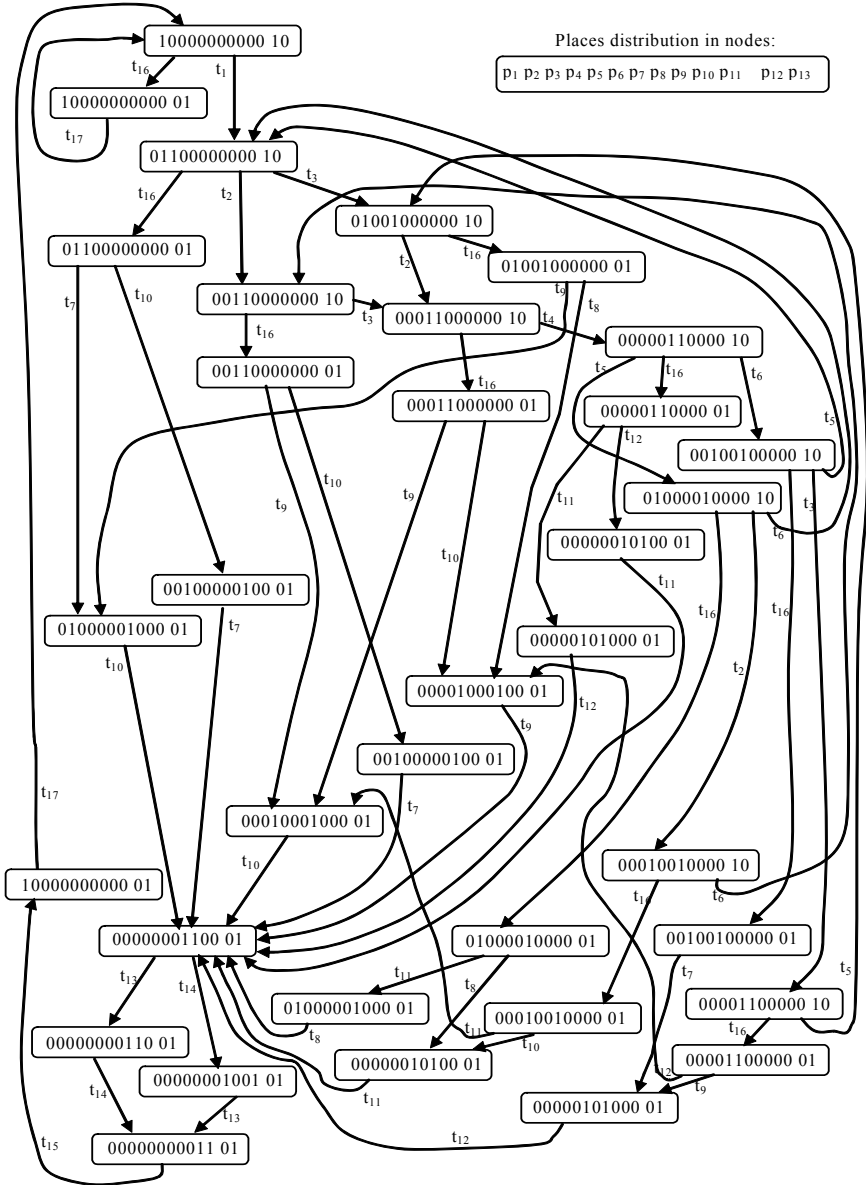 10000000000 10
Places distribution in nodes:
p1 p2 p3 p4 p5 p6 p7 p8 p9 p10 p11 p12 p13
t16
t1
10000000000 01
t17
01100000000 10
t16
t2
t3
01001000000 10
01100000000 01
t2
t16
01001000000 01
t7
t10
t9
t8
00110000000 10
t3
00011000000 10
t4
t16
00000110000 10
00110000000 01
t16
t5
t16
t6
00011000000 01
00000110000 01
t5
t12
00100100000 10
t9
t10
t9
t11
01000010000 10
t3
t6
00000010100 01
t10
t11
00100000100 01
t16
t16
01000001000 01
t7
00000101000 01
t10
t2
00001000100 01
t9
t12
00100000100 01
t17
t7
00010001000 01
t10
00010010000 10
10000000000 01
t16
t6
00000001100 01
01000010000 01
00100100000 01
t13
t14
t11
t8
t7
t5
01000001000 01
00001100000 10
t8
00010010000 01
t11
t10
t16
00000000110 01
00000010100 01
00001100000 01
t12
t9
00000001001 01
t14
t11
t13
00000101000 01
t15
00000000011 01
t12